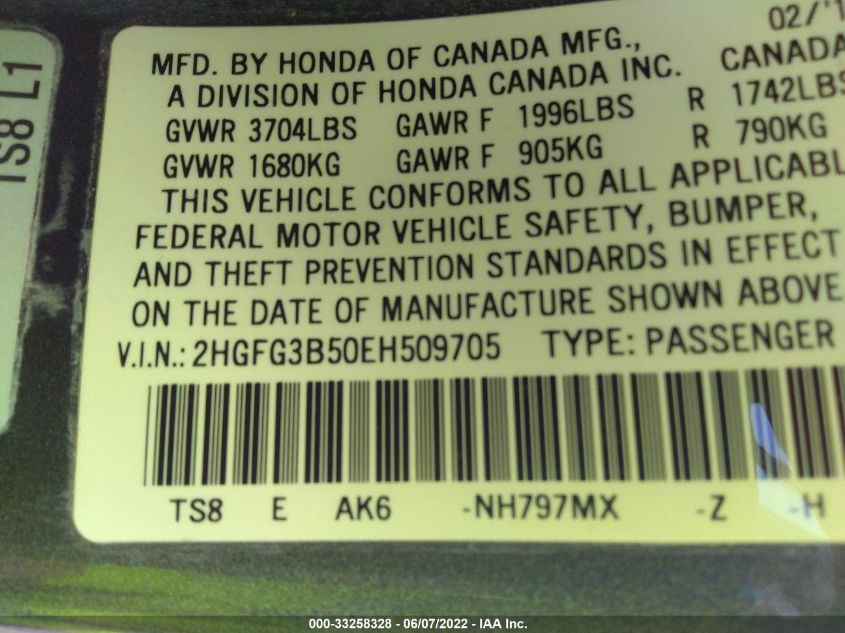 TS8 L1
02/'1
MFD. BY HONDA OF CANADA MFG.,
A DIVISION OF HONDA CANADA INC. CANADA
GVWR 3704LBS GAWR F 1996LBS R 1742LBS
GVWR 1680KG GAWR F 905KG R 790KG
THIS VEHICLE CONFORMS TO ALL APPLICABL
FEDERAL MOTOR VEHICLE SAFETY, BUMPER,
AND THEFT PREVENTION STANDARDS IN EFFECT
ON THE DATE OF MANUFACTURE SHOWN ABOVE
V.I.N.: 2HGFG3B50EH509705 TYPE: PASSENGER
TS8 E AK6 -NH797MX -Z -H
000-33258328 - 06/07/2022 - IAA Inc.